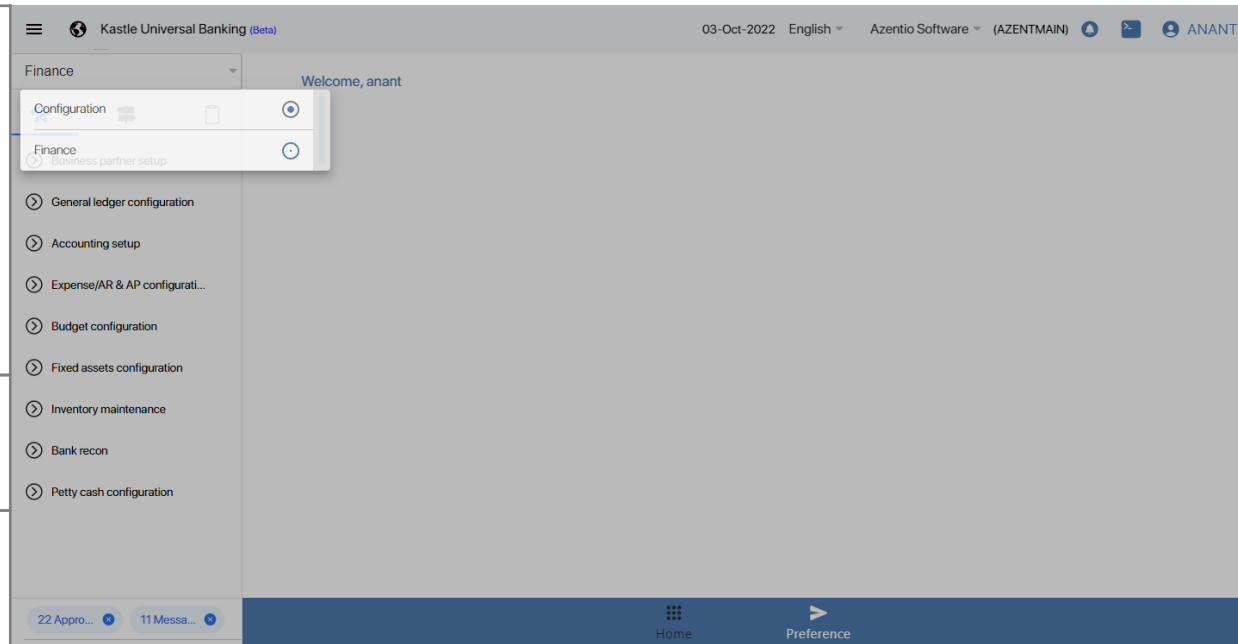 Kastle Universal Banking (Beta)
03-Oct-2022 English Azentio Software (AZENTMAIN) ANANT
Finance
Welcome, anant
Configuration
Finance
Business partner setup
General ledger configuration
Accounting setup
Expense/AR & AP configurati...
Budget configuration
Fixed assets configuration
Inventory maintenance
Bank recon
Petty cash configuration
22 Appro... 11 Messa...
Home Preference